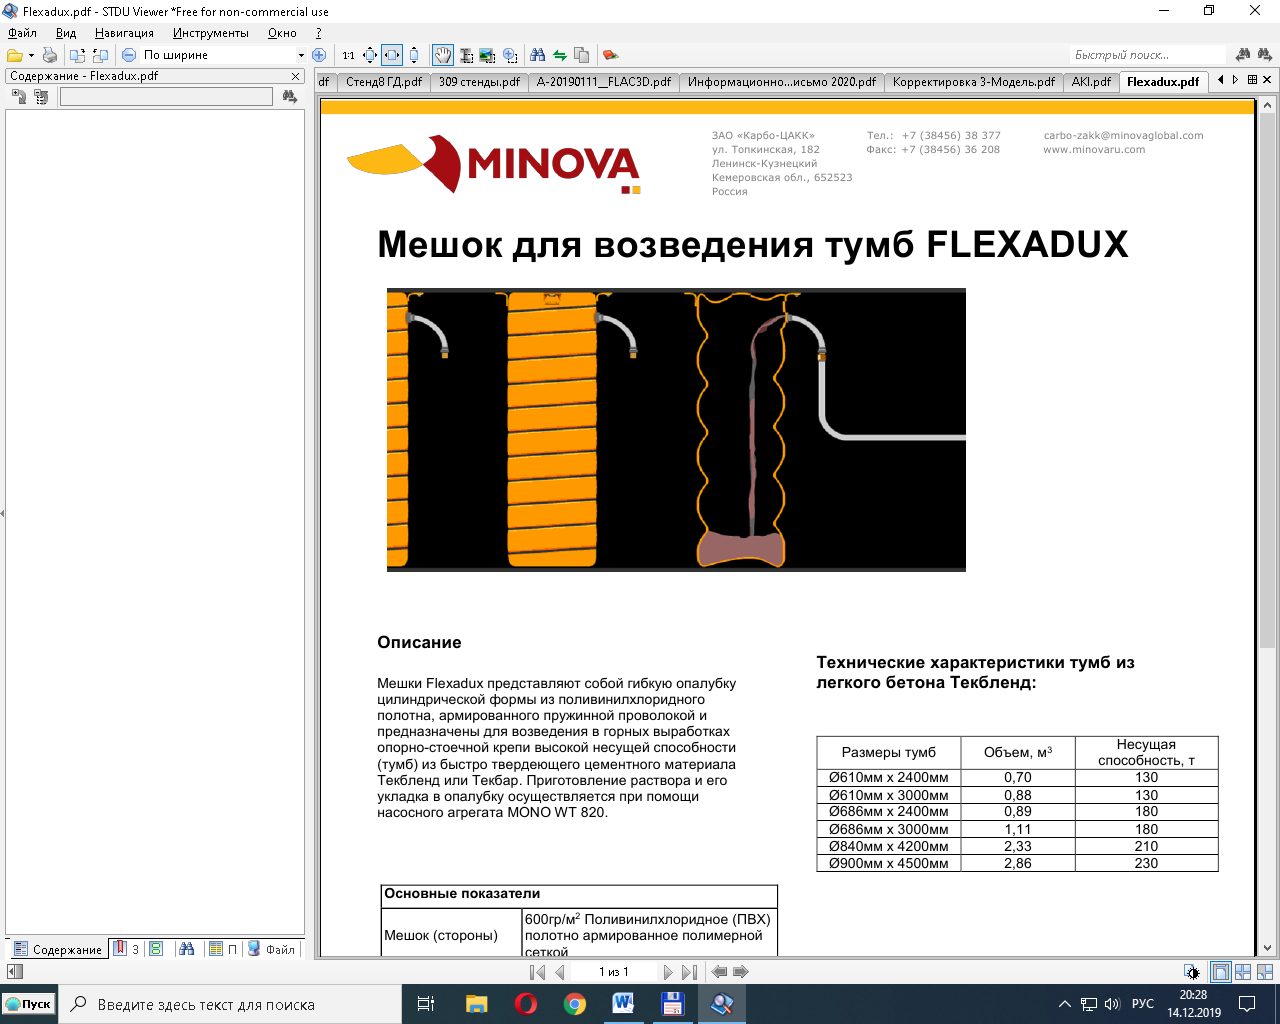 Flexadux.pdf - STDU Viewer *Free for non-commercial use
Файл Вид Навигация Инструменты Окно ?
По ширине
1:1
Быстрый поиск...
Содержание - Flexadux.pdf
df Стенд8 ГД.pdf 309 стенды.pdf A-20190111__FLAC3D.pdf Информационно...исьмо 2020.pdf Корректировка 3-Модель.pdf AKI.pdf Flexadux.pdf
MINOVA
ЗАО «Карбо-ЦАКК»
ул. Топкинская, 182
Ленинск-Кузнецкий
Кемеровская обл., 652523
Россия
Тел.: +7 (38456) 38 377
Факс: +7 (38456) 36 208
carbo-zakk@minovaglobal.com
www.minovaru.com
Мешок для возведения тумб FLEXADUX
Описание
Мешки Flexadux представляют собой гибкую опалубку
цилиндрической формы из поливинилхлоридного
полотна, армированного пружинной проволокой и
предназначены для возведения в горных выработках
опорно-стоечной крепи высокой несущей способности
(тумб) из быстро твердеющего цементного материала
Текбленд или Текбар. Приготовление раствора и его
укладка в опалубку осуществляется при помощи
насосного агрегата MONO WT 820.
Основные показатели
Мешок (стороны)
600гр/м² Поливинилхлоридное (ПВХ)
полотно армированное полимерной
сеткой
Технические характеристики тумб из
легкого бетона Текбленд:
Размеры тумб Объем, м³ Несущая
способность, т
Ø610мм x 2400мм 0,70 130
Ø610мм x 3000мм 0,88 130
Ø686мм x 2400мм 0,89 180
Ø686мм x 3000мм 1,11 180
Ø840мм x 4200мм 2,33 210
Ø900мм x 4500мм 2,86 230
Содержание З П Файл
1 из 1
Пуск
Введите здесь текст для поиска
РУС
20:28
14.12.2019